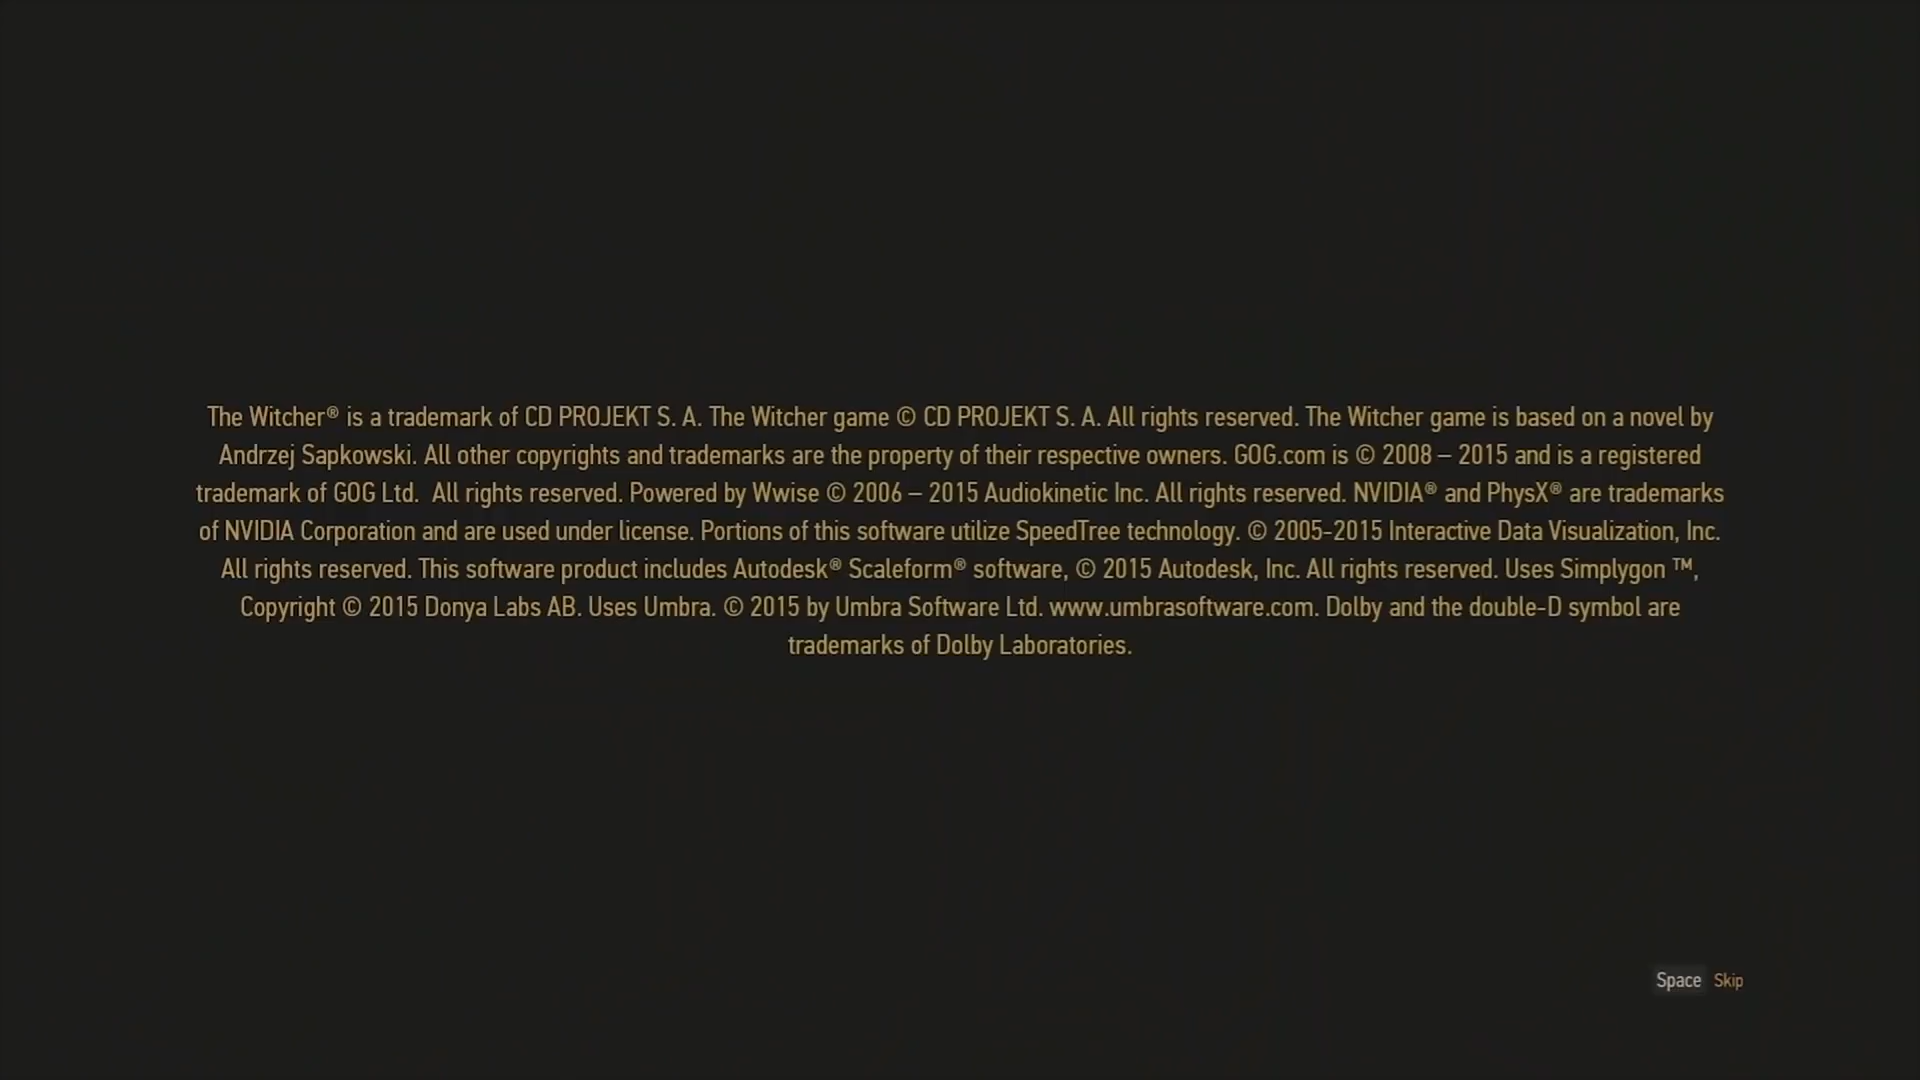 The Witcher® is a trademark of CD PROJEKT S. A. The Witcher game © CD PROJEKT S. A. All rights reserved. The Witcher game is based on a novel by
Andrzej Sapkowski. All other copyrights and trademarks are the property of their respective owners. GOG.com is © 2008 – 2015 and is a registered
trademark of GOG Ltd.  All rights reserved. Powered by Wwise © 2006 – 2015 Audiokinetic Inc. All rights reserved. NVIDIA® and PhysX® are trademarks
of NVIDIA Corporation and are used under license. Portions of this software utilize SpeedTree technology. © 2005-2015 Interactive Data Visualization, Inc.
All rights reserved. This software product includes Autodesk® Scaleform® software, © 2015 Autodesk, Inc. All rights reserved. Uses Simplygon ™,
Copyright © 2015 Donya Labs AB. Uses Umbra. © 2015 by Umbra Software Ltd. www.umbrasoftware.com. Dolby and the double-D symbol are
trademarks of Dolby Laboratories.
Space Skip